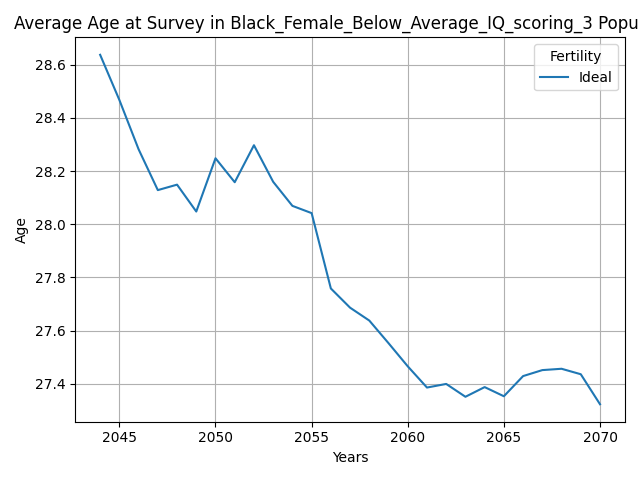 Average Age at Survey in Black_Female_Below_Average_IQ_scoring_3 Popu
Fertility
Ideal
28.6
28.4
28.2
28.0
27.8
27.6
27.4
Age
2045 2050 2055 2060 2065 2070
Years